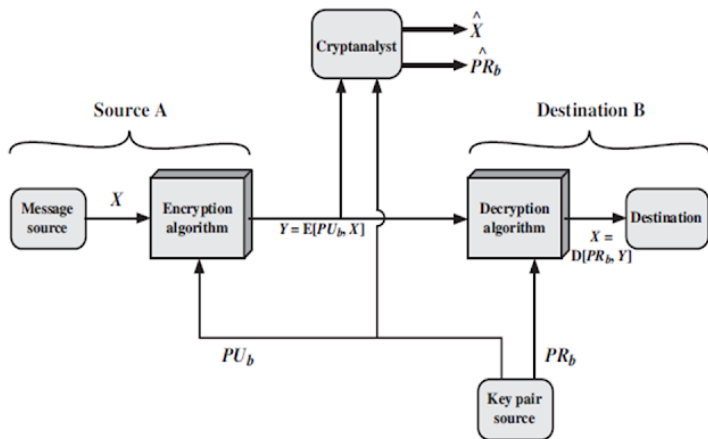 Cryptanalyst
X̂
P̂R_b
Source A
Destination B
Message
source
X
Encryption
algorithm
Y = E[PU_b, X]
Decryption
algorithm
X =
D[PR_b, Y]
Destination
PU_b
PR_b
Key pair
source